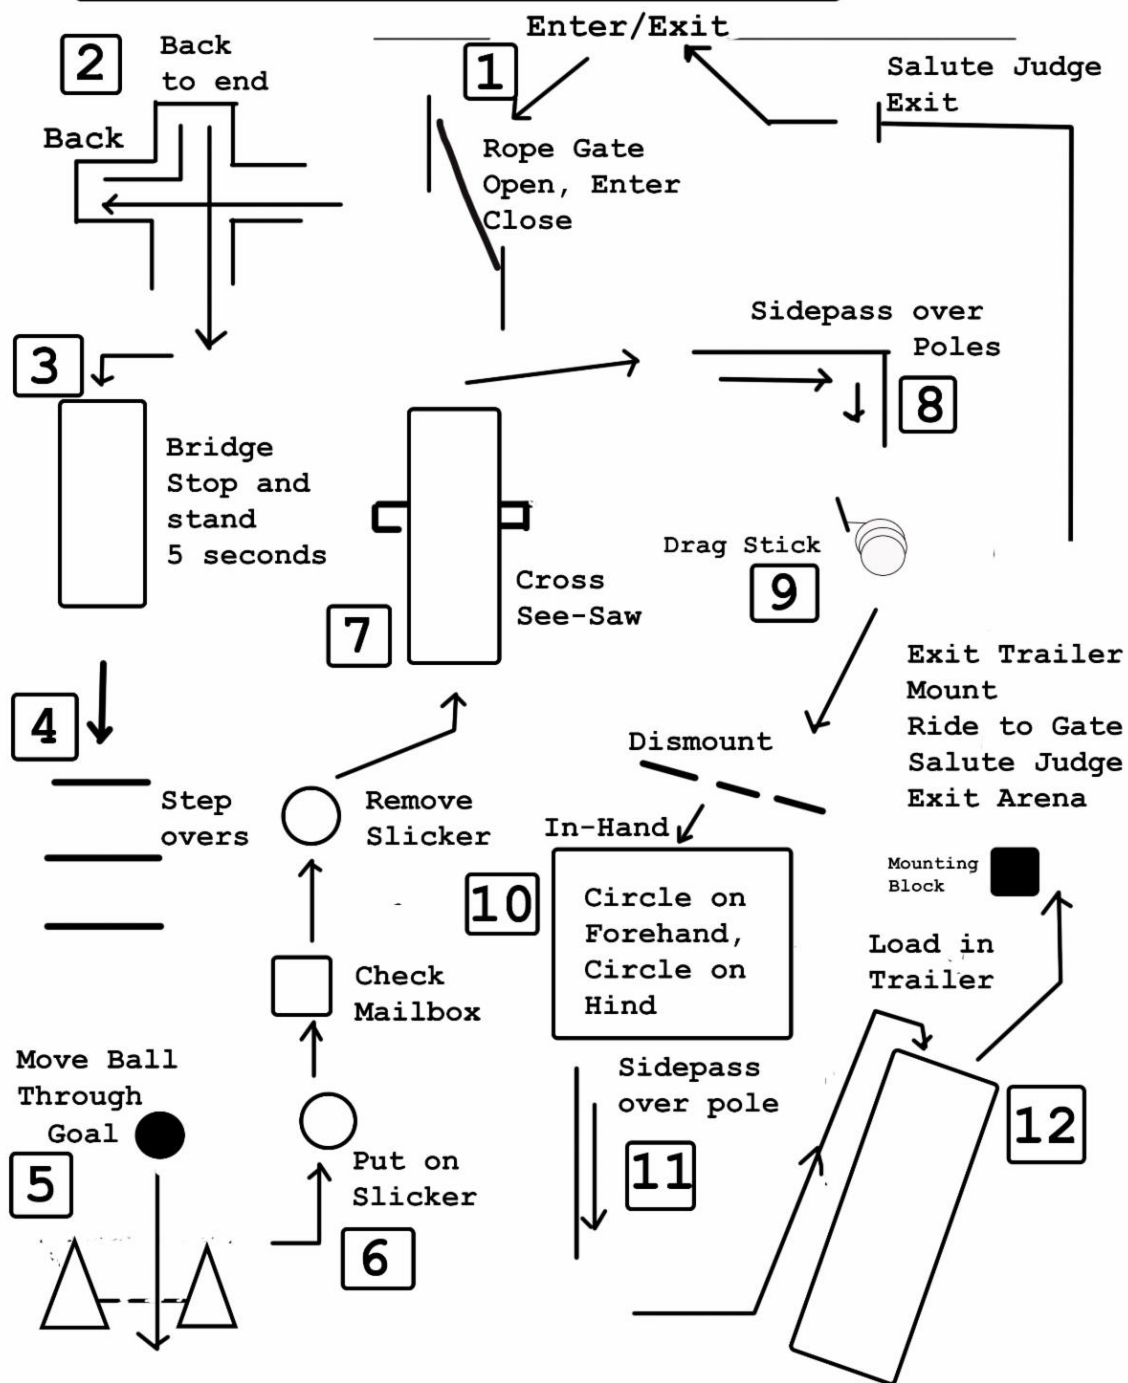 Enter/Exit
1
Rope Gate
Open, Enter
Close
2
Back
to end
Back
3
Bridge
Stop and
stand
5 seconds
4
Step
overs
Move Ball
Through
Goal
5
Put on
Slicker
6
Check
Mailbox
Remove
Slicker
7
Cross
See-Saw
Sidepass over
Poles
8
Drag Stick
9
Dismount
In-Hand
10
Circle on
Forehand,
Circle on
Hind
Sidepass
over pole
11
Load in
Trailer
12
Mounting
Block
Exit Trailer
Mount
Ride to Gate
Salute Judge
Exit Arena
Salute Judge
Exit